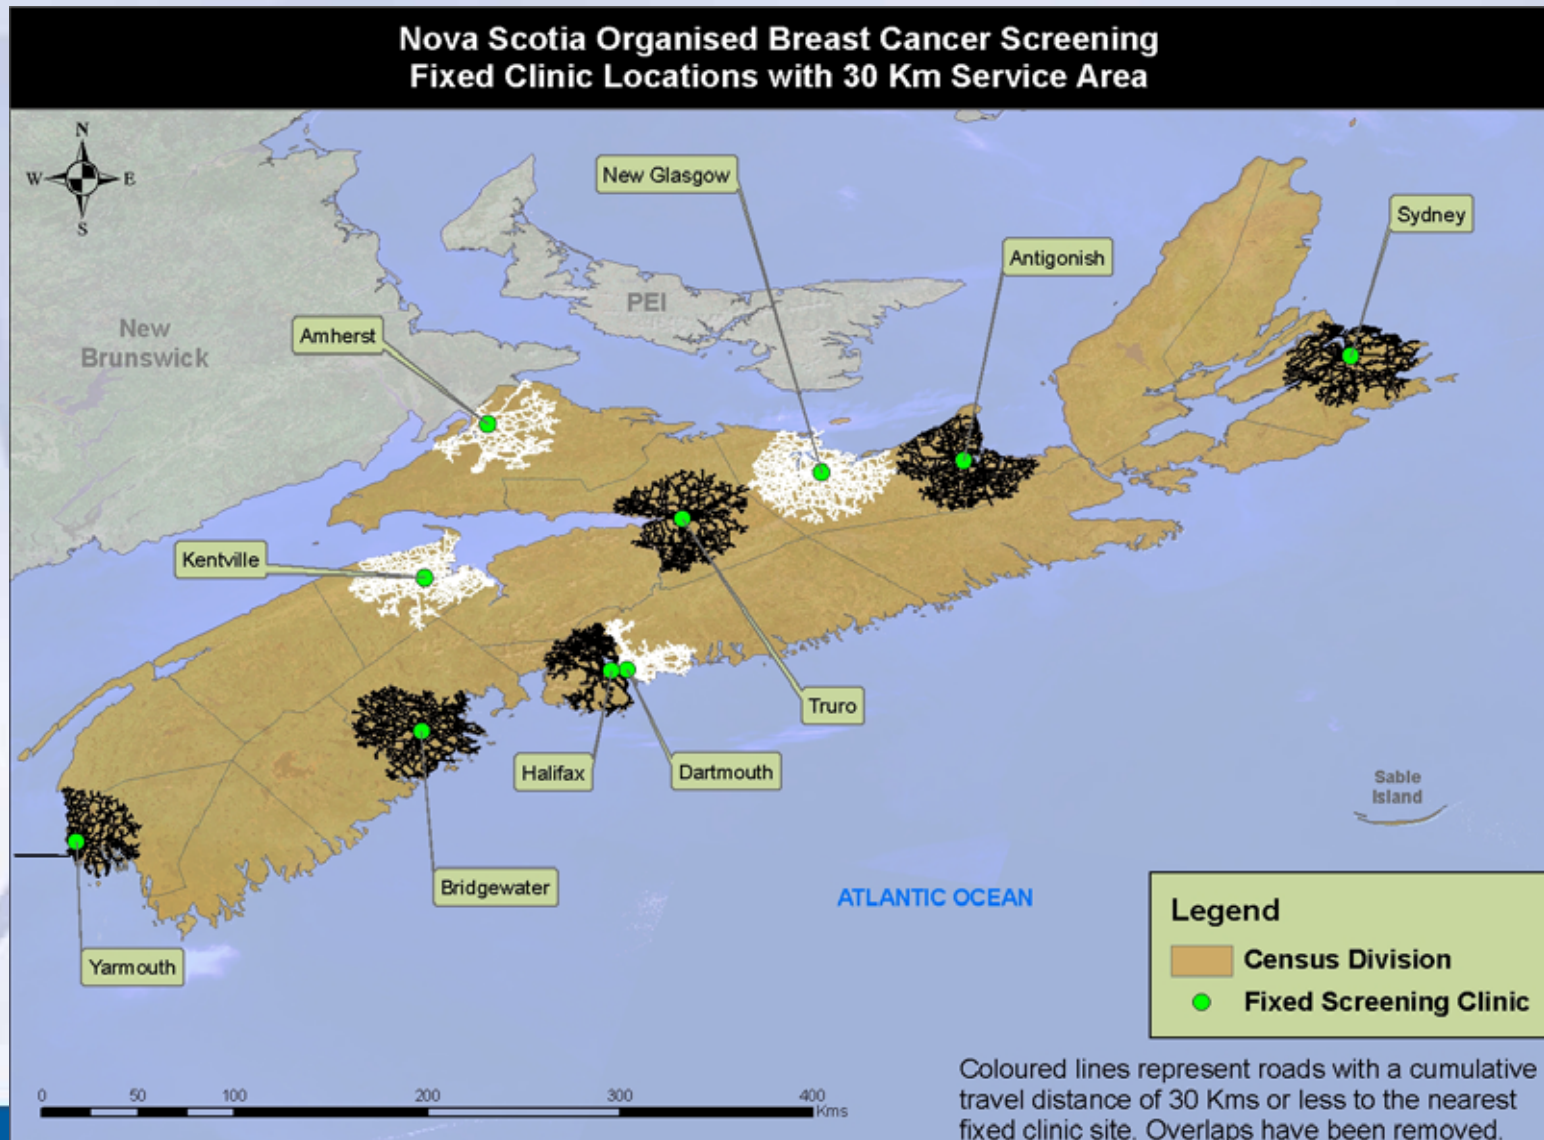 Nova Scotia Organised Breast Cancer Screening
Fixed Clinic Locations with 30 Km Service Area
N
W E
S
New Glasgow
Sydney
Antigonish
PEI
New
Brunswick
Amherst
Kentville
Truro
Halifax
Dartmouth
Sable
Island
Bridgewater
ATLANTIC OCEAN
Yarmouth
Legend
Census Division
Fixed Screening Clinic
Coloured lines represent roads with a cumulative
travel distance of 30 Kms or less to the nearest
fixed clinic site. Overlaps have been removed.
0 50 100 200 300 400
Kms